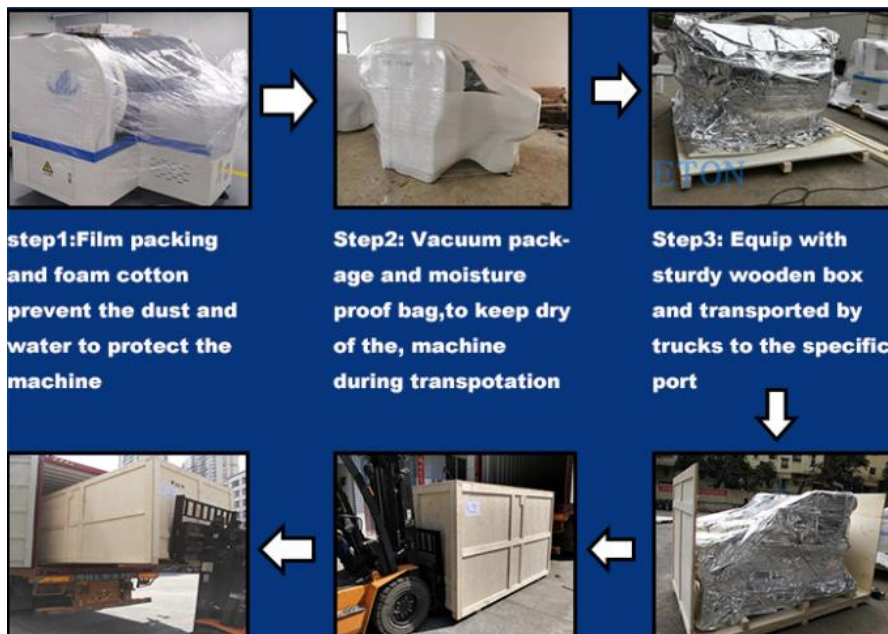 ETON
step1:Film packing
and foam cotton
prevent the dust and
water to protect the
machine
Step2: Vacuum pack-
age and moisture
proof bag,to keep dry
of the, machine
during transpotation
Step3: Equip with
sturdy wooden box
and transported by
trucks to the specific
port